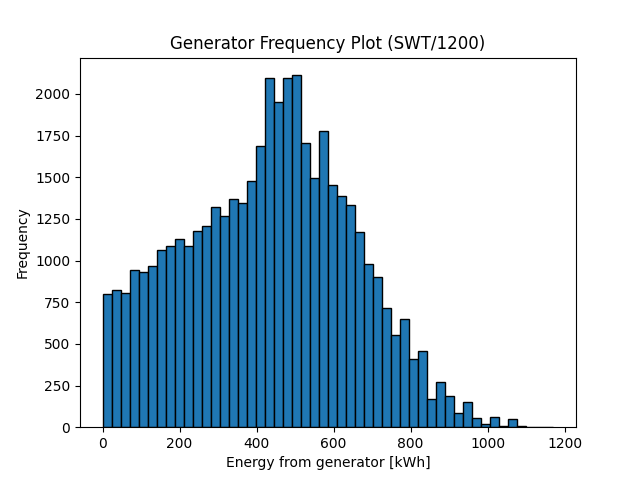 Generator Frequency Plot (SWT/1200)
2000
1750
1500
1250
1000
750
500
250
0
Frequency
0 200 400 600 800 1000 1200
Energy from generator [kWh]